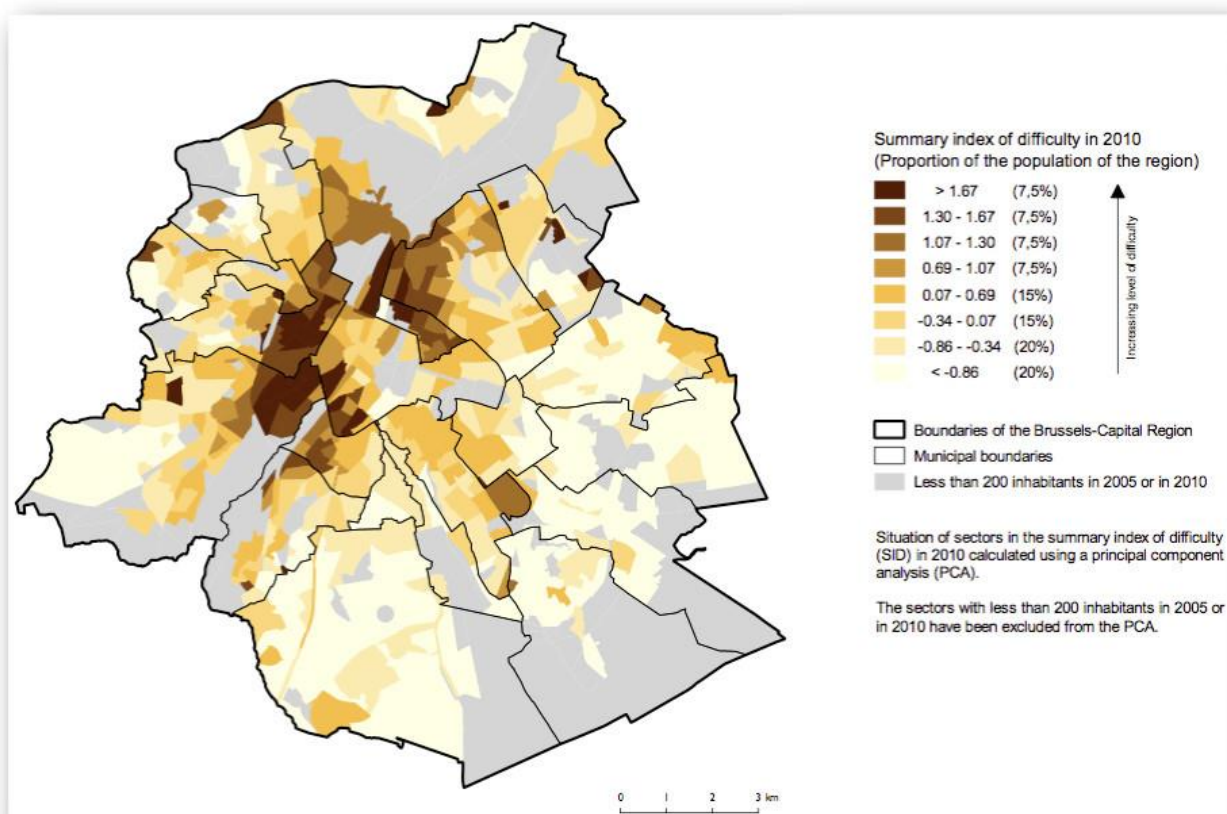 Summary index of difficulty in 2010
(Proportion of the population of the region)
> 1.67 (7,5%)
1.30 - 1.67 (7,5%)
1.07 - 1.30 (7,5%)
0.69 - 1.07 (7,5%)
0.07 - 0.69 (15%)
-0.34 - 0.07 (15%)
-0.86 - -0.34 (20%)
< -0.86 (20%)
Increasing level of difficulty
Boundaries of the Brussels-Capital Region
Municipal boundaries
Less than 200 inhabitants in 2005 or in 2010
Situation of sectors in the summary index of difficulty
(SID) in 2010 calculated using a principal component
analysis (PCA).
The sectors with less than 200 inhabitants in 2005 or
in 2010 have been excluded from the PCA.
0 1 2 3 km